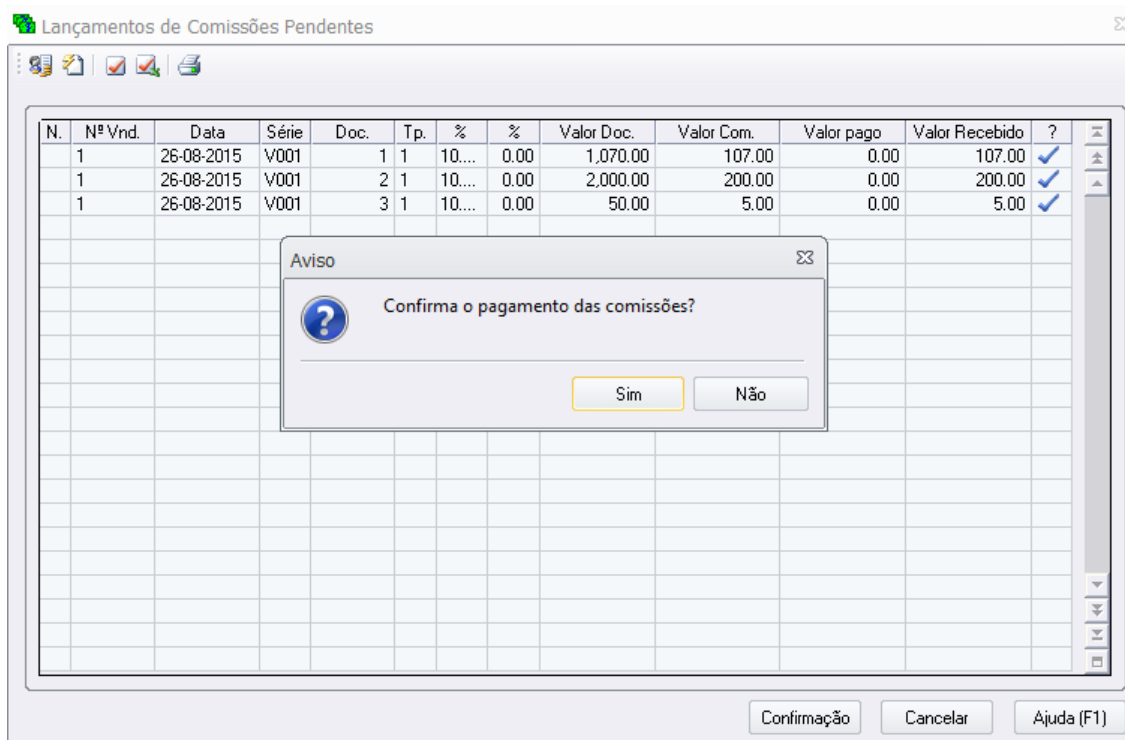 Lançamentos de Comissões Pendentes
N. Nº Vnd. Data Série Doc. Tp. % % Valor Doc. Valor Com. Valor pago Valor Recebido ?
1 26-08-2015 V001 1 1 10.... 0.00 1,070.00 107.00 0.00 107.00
1 26-08-2015 V001 2 1 10.... 0.00 2,000.00 200.00 0.00 200.00
1 26-08-2015 V001 3 1 10.... 0.00 50.00 5.00 0.00 5.00
Aviso
Confirma o pagamento das comissões?
Sim Não
Confirmação Cancelar Ajuda (F1)